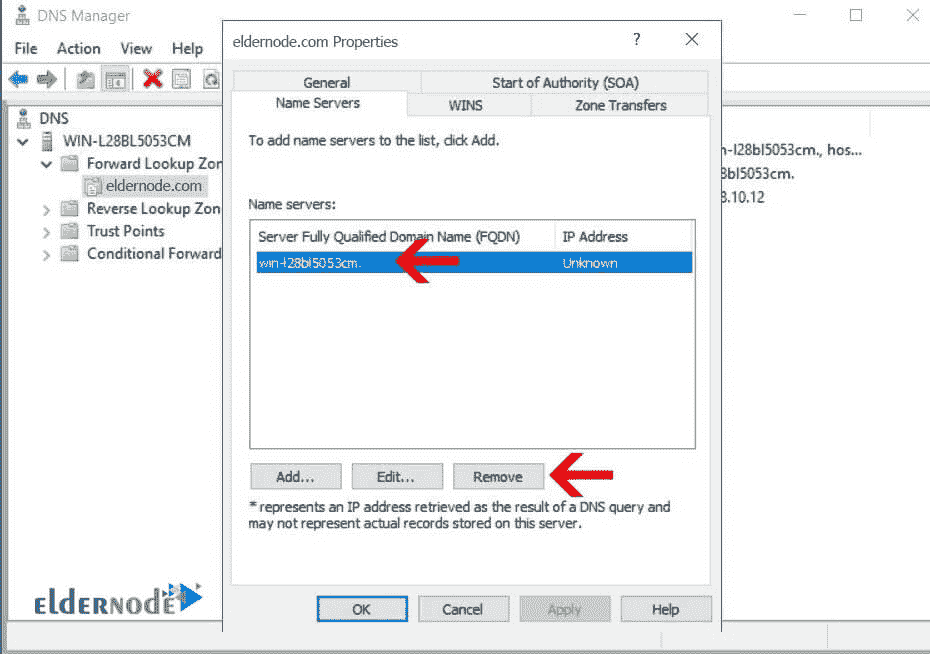 DNS Manager
File Action View Help
DNS
WIN-L28BL5053CM
Forward Lookup Zon
eldernode.com
Reverse Lookup Zon
Trust Points
Conditional Forward
eldernode.com Properties
?
General
Start of Authority (SOA)
Name Servers
WINS
Zone Transfers
To add name servers to the list, click Add.
Name servers:
Server Fully Qualified Domain Name (FQDN) IP Address
win-l28bl5053cm. Unknown
Add... Edit... Remove
* represents an IP address retrieved as the result of a DNS query and
may not represent actual records stored on this server.
OK Cancel Apply Help
n-l28bl5053cm., hos...
8bl5053cm.
8.10.12
ELDERNODE